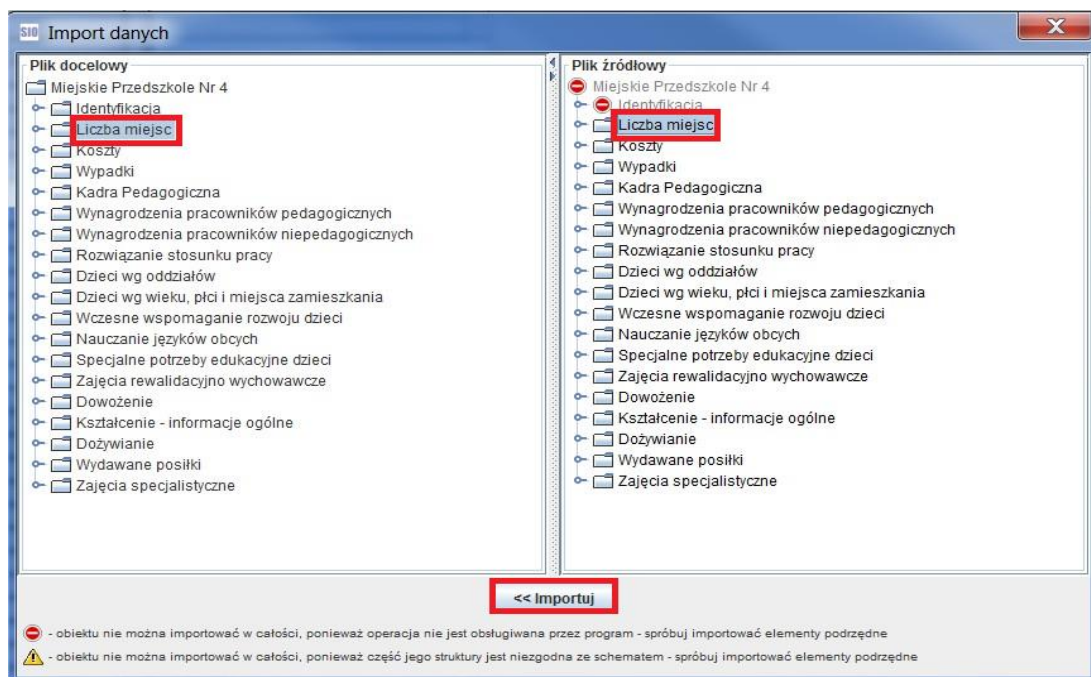 SIO Import danych
Plik docelowy
Miejskie Przedszkole Nr 4
Identyfikacja
Liczba miejsc
Koszty
Wypadki
Kadra Pedagogiczna
Wynagrodzenia pracowników pedagogicznych
Wynagrodzenia pracowników niepedagogicznych
Rozwiązanie stosunku pracy
Dzieci wg oddziałów
Dzieci wg wieku, płci i miejsca zamieszkania
Wczesne wspomaganie rozwoju dzieci
Nauczanie języków obcych
Specjalne potrzeby edukacyjne dzieci
Zajęcia rewalidacyjno wychowawcze
Dowożenie
Kształcenie - informacje ogólne
Dożywianie
Wydawane posiłki
Zajęcia specjalistyczne
Plik źródłowy
Miejskie Przedszkole Nr 4
Identyfikacja
Liczba miejsc
Koszty
Wypadki
Kadra Pedagogiczna
Wynagrodzenia pracowników pedagogicznych
Wynagrodzenia pracowników niepedagogicznych
Rozwiązanie stosunku pracy
Dzieci wg oddziałów
Dzieci wg wieku, płci i miejsca zamieszkania
Wczesne wspomaganie rozwoju dzieci
Nauczanie języków obcych
Specjalne potrzeby edukacyjne dzieci
Zajęcia rewalidacyjno wychowawcze
Dowożenie
Kształcenie - informacje ogólne
Dożywianie
Wydawane posiłki
Zajęcia specjalistyczne
<< Importuj
- obiektu nie można importować w całości, ponieważ operacja nie jest obsługiwana przez program - spróbuj importować elementy podrzędne
- obiektu nie można importować w całości, ponieważ część jego struktury jest niezgodna ze schematem - spróbuj importować elementy podrzędne